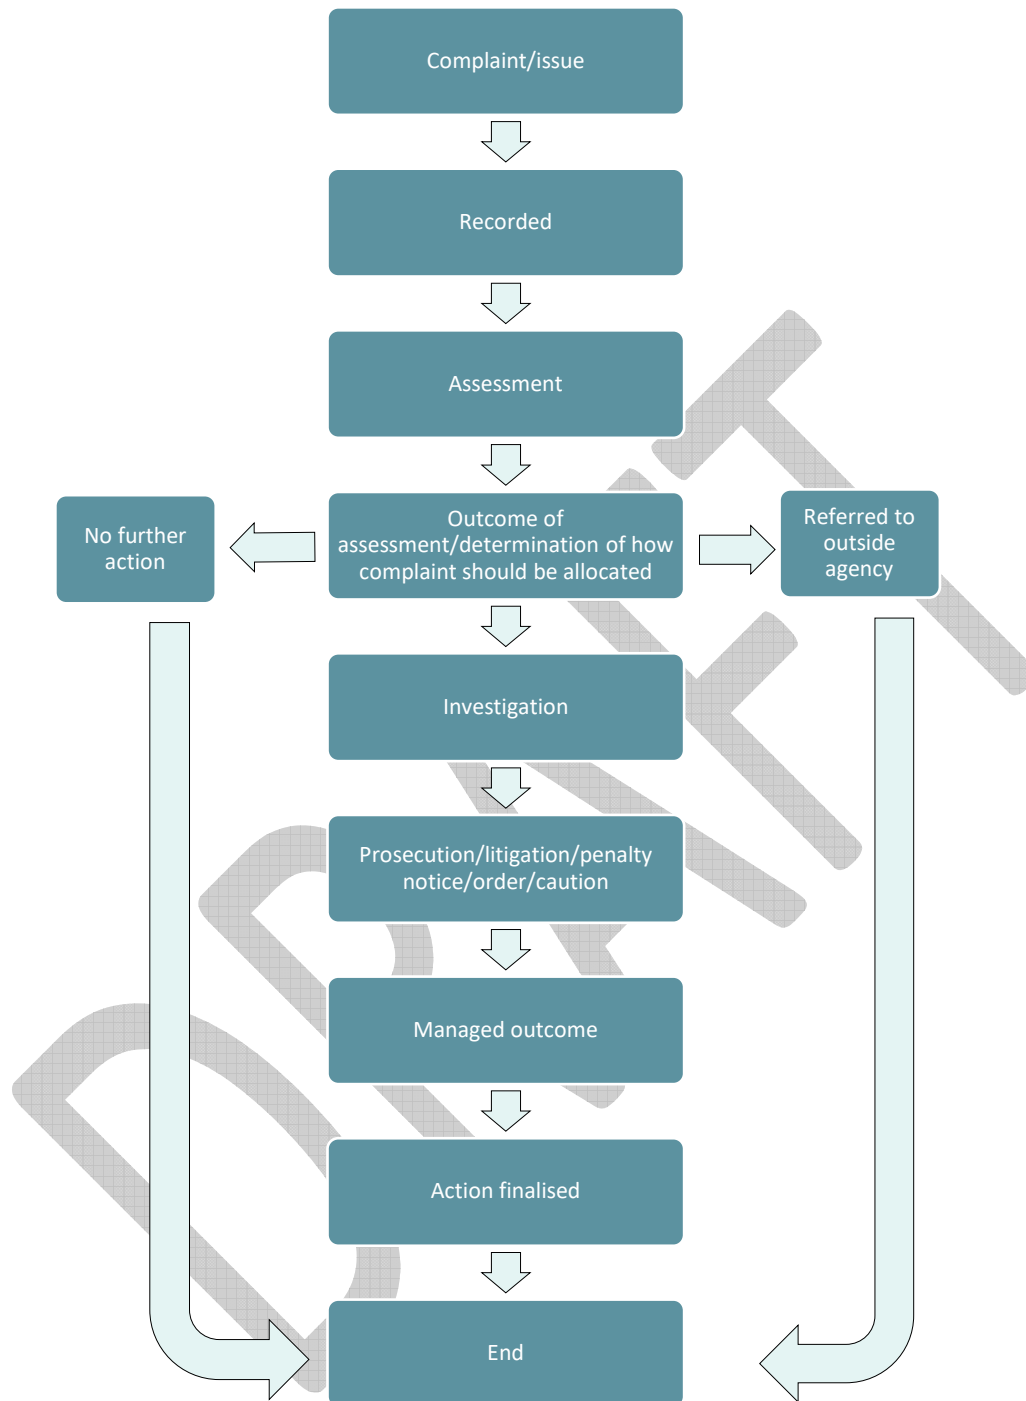 Complaint/issue
Recorded
Assessment
No further
action
Outcome of
assessment/determination of how
complaint should be allocated
Referred to
outside
agency
Investigation
Prosecution/litigation/penalty
notice/order/caution
Managed outcome
Action finalised
End
DRAFT